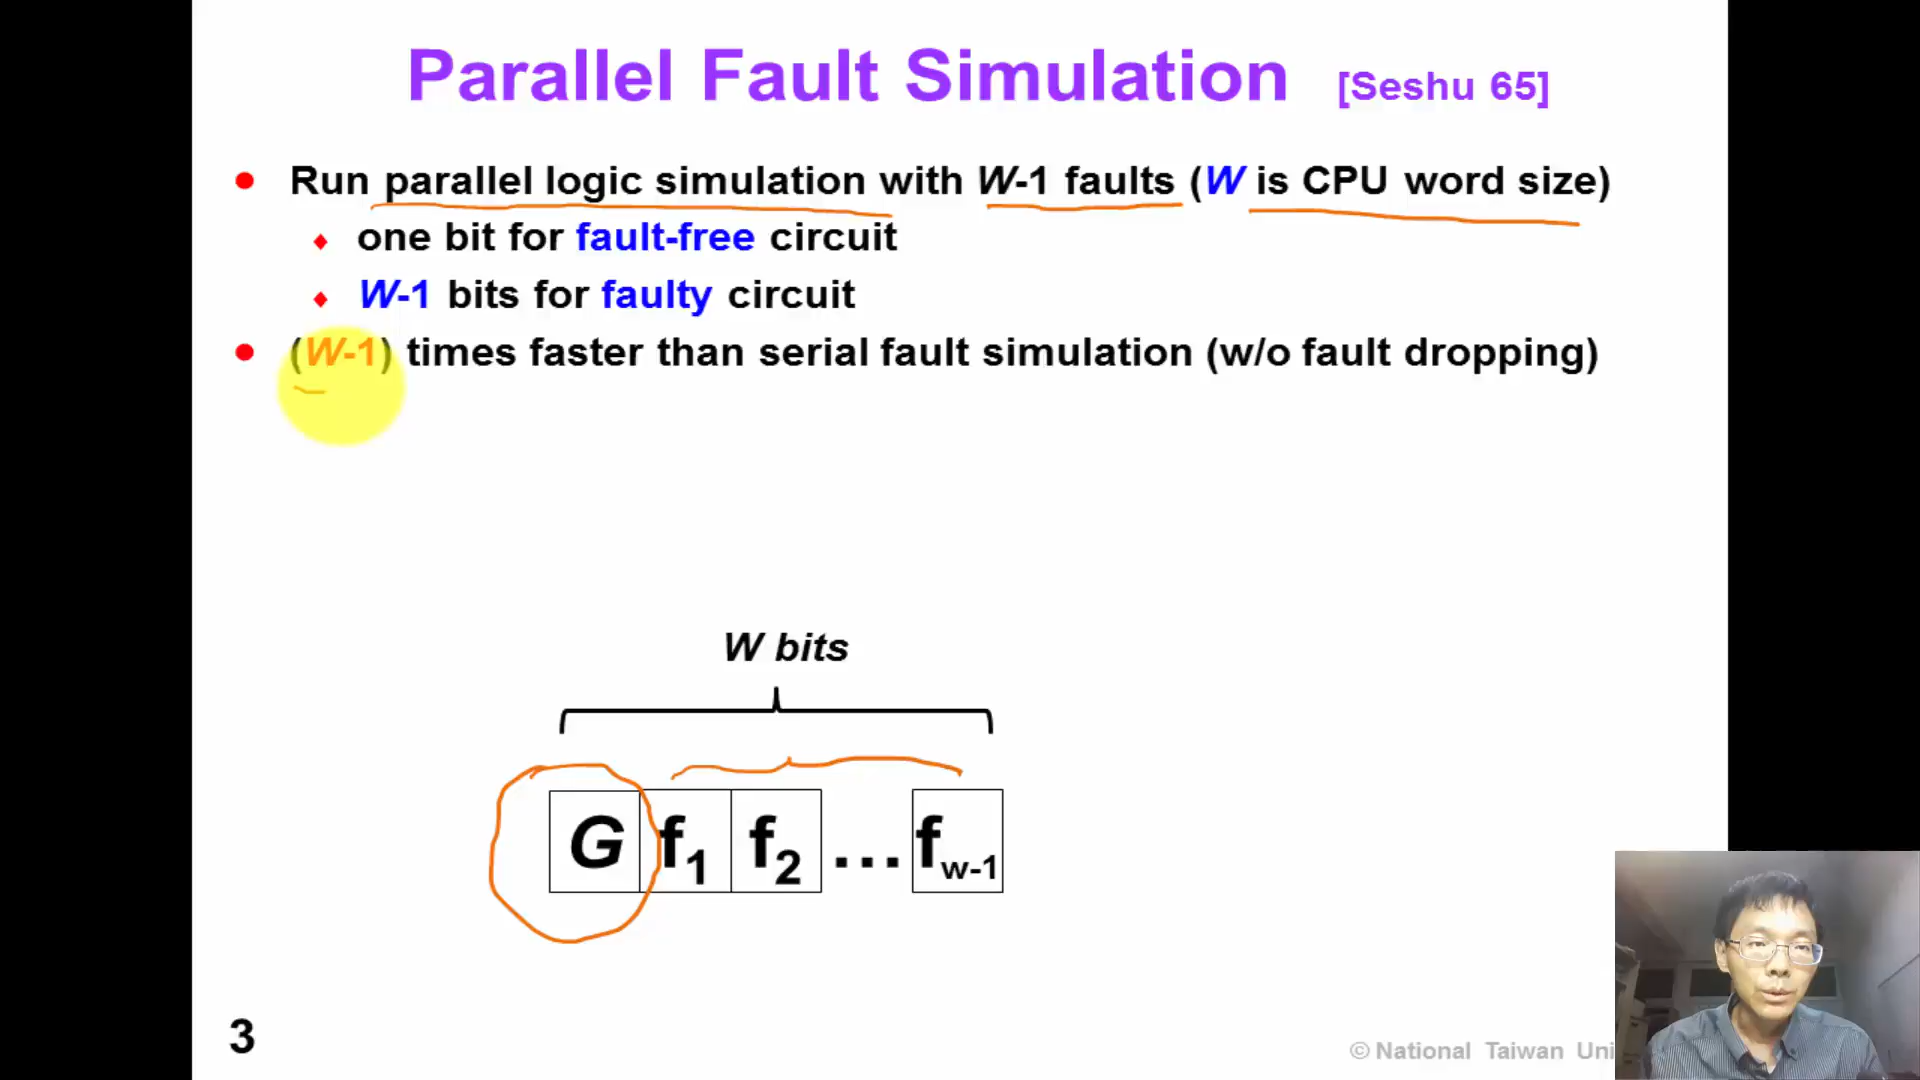 Parallel Fault Simulation [Seshu 65]
Run parallel logic simulation with W-1 faults (W is CPU word size)
one bit for fault-free circuit
W-1 bits for faulty circuit
(W-1) times faster than serial fault simulation (w/o fault dropping)
W bits
G f1 f2 ... fw-1
3
© National Taiwan Uni